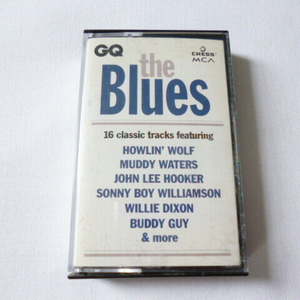 GQ
CHESS
MCA
the
Blues
16 classic tracks featuring
HOWLIN' WOLF
MUDDY WATERS
JOHN LEE HOOKER
SONNY BOY WILLIAMSON
WILLIE DIXON
BUDDY GUY
& more